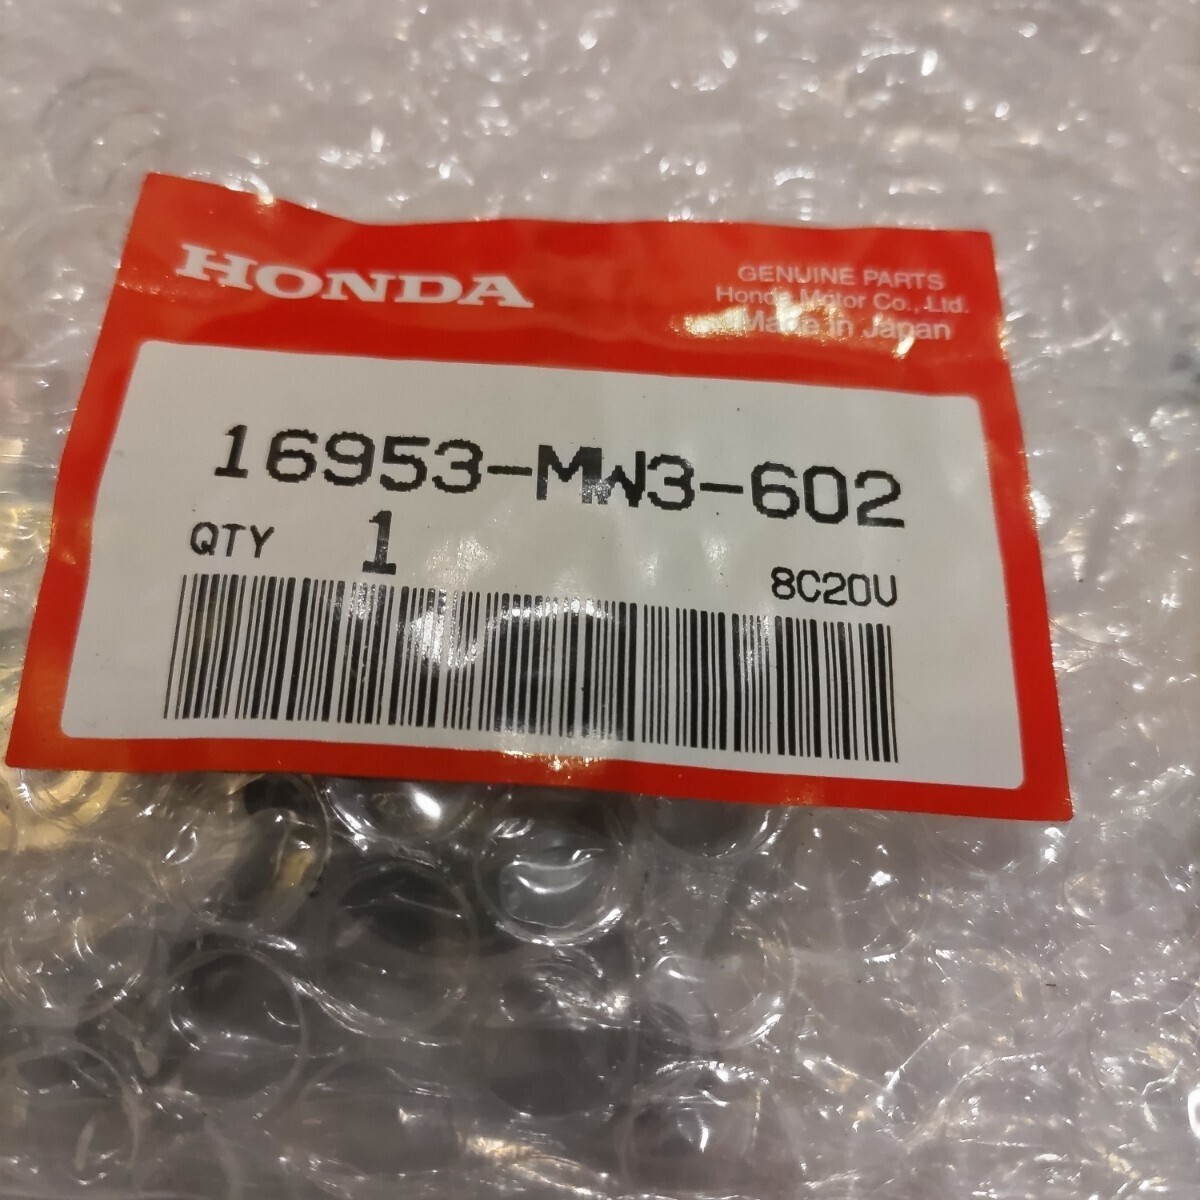 HONDA
GENUINE PARTS
Honda Motor Co., Ltd.
Made in Japan
16953-MW3-602
QTY 1
8C20U